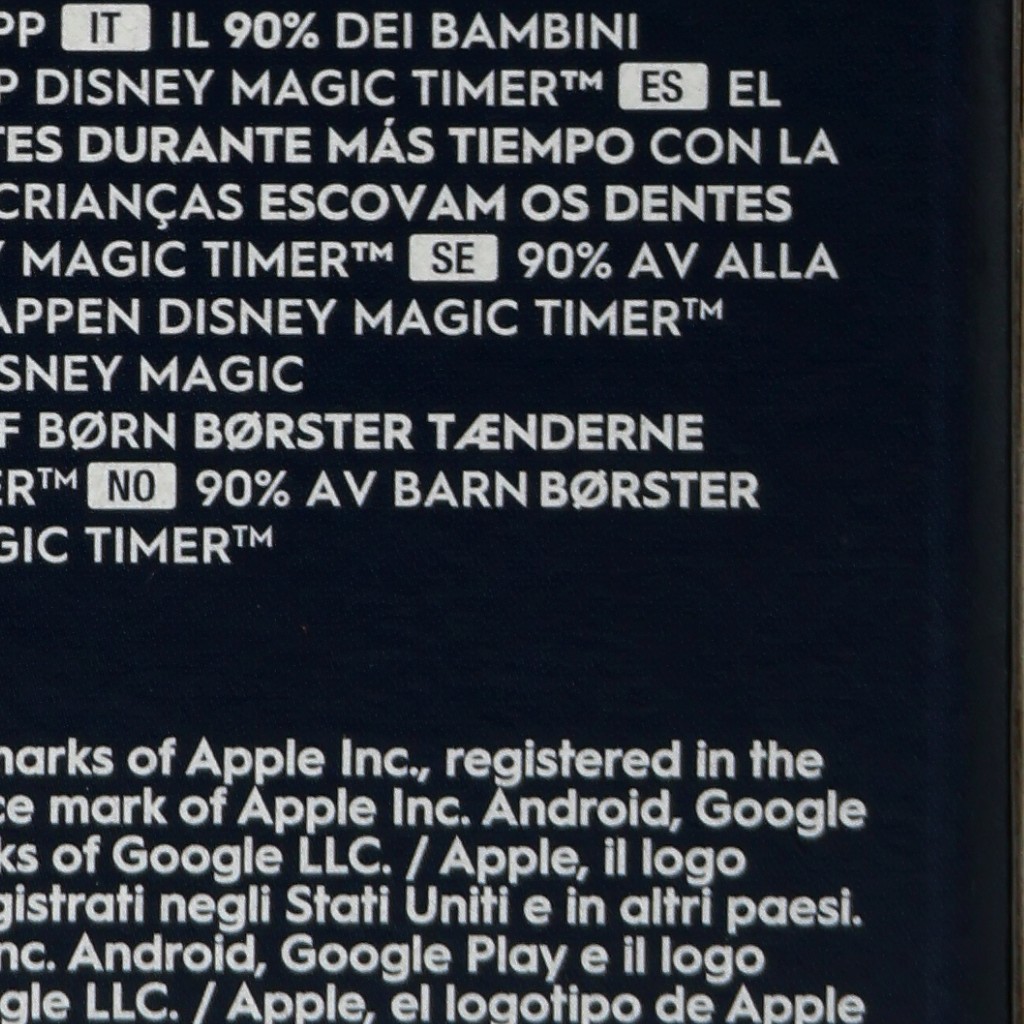 PP IT IL 90% DEI BAMBINI
P DISNEY MAGIC TIMER™ ES EL
TES DURANTE MÁS TIEMPO CON LA
CRIANÇAS ESCOVAM OS DENTES
Y MAGIC TIMER™ SE 90% AV ALLA
APPEN DISNEY MAGIC TIMER™
SNEY MAGIC
F BØRN BØRSTER TÆNDERNE
ER™ NO 90% AV BARN BØRSTER
GIC TIMER™
marks of Apple Inc., registered in the
ce mark of Apple Inc. Android, Google
ks of Google LLC. / Apple, il logo
gistrati negli Stati Uniti e in altri paesi.
nc. Android, Google Play e il logo
gle LLC. / Apple, el logotipo de Apple